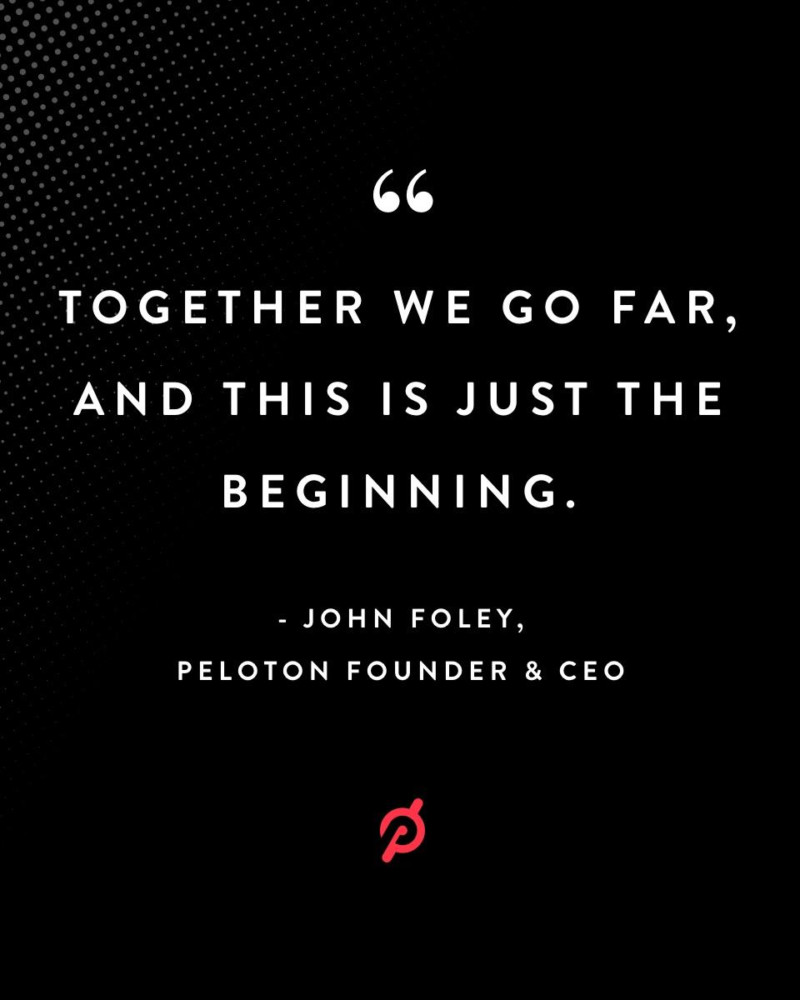 “
TOGETHER WE GO FAR,
AND THIS IS JUST THE
BEGINNING.
- JOHN FOLEY,
PELOTON FOUNDER & CEO